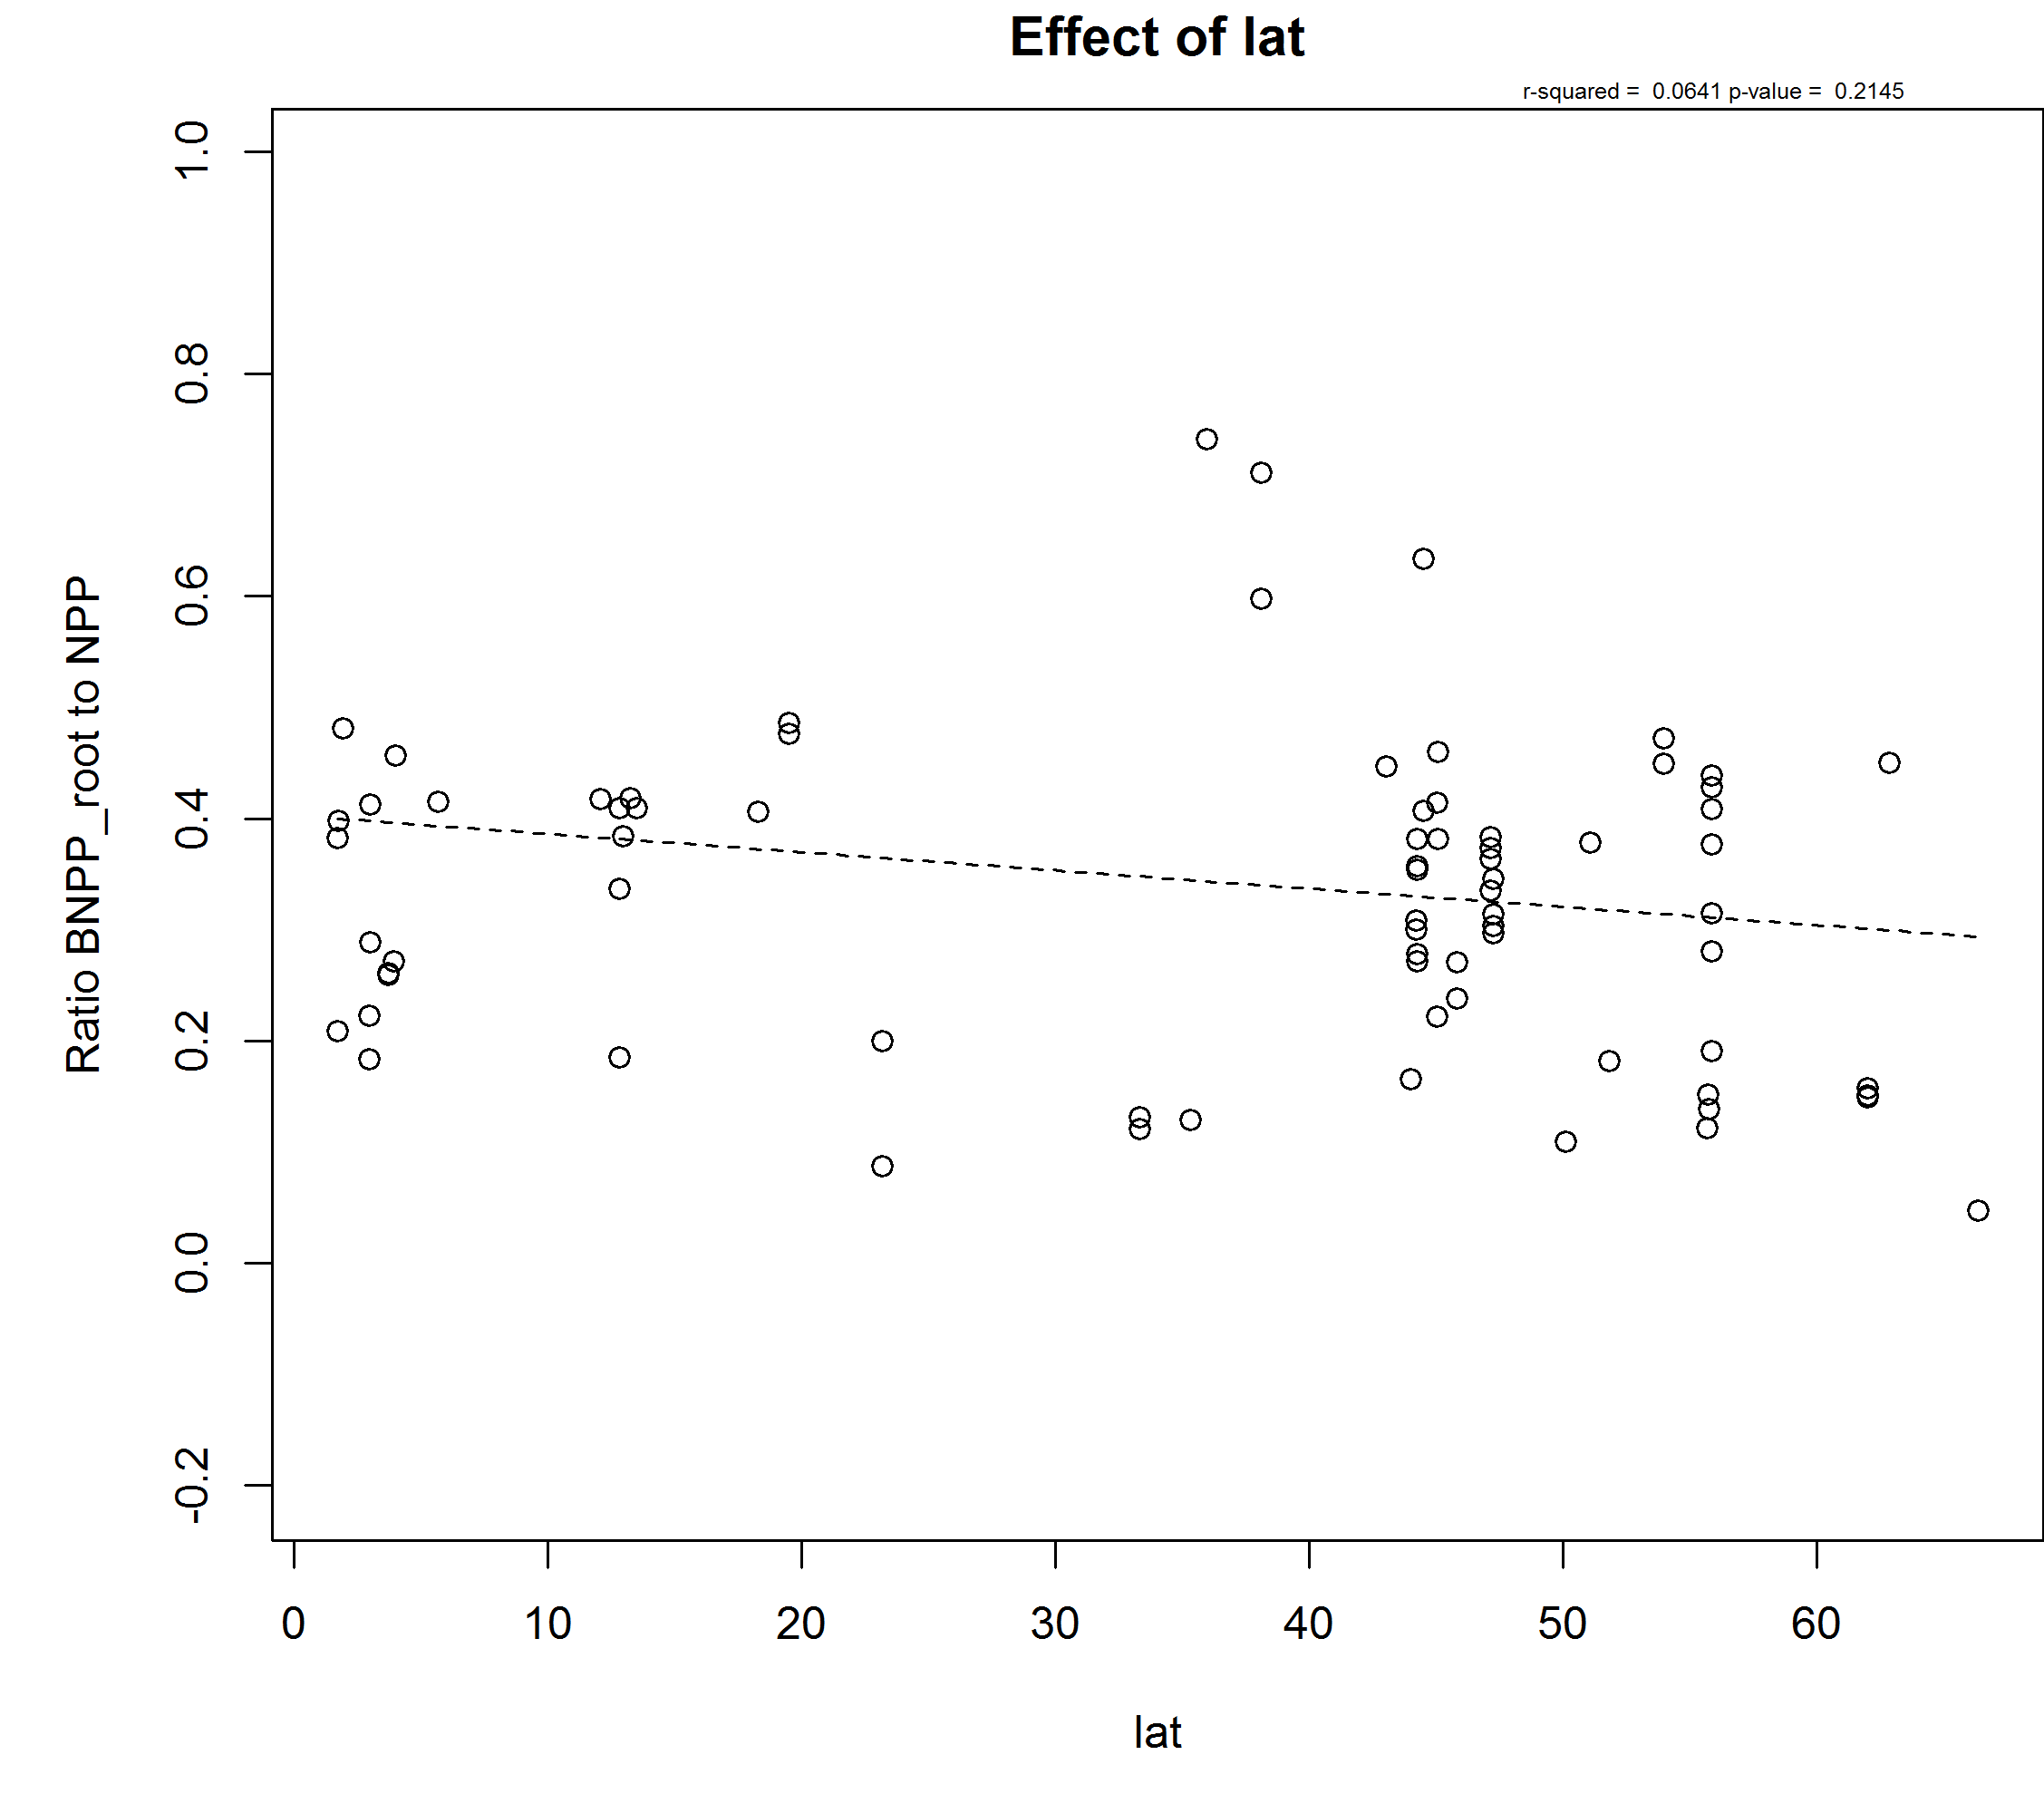 Effect of lat
r-squared =  0.0641 p-value =  0.2145
Ratio BNPP_root to NPP
1.0
0.8
0.6
0.4
0.2
0.0
-0.2
0 10 20 30 40 50 60
lat